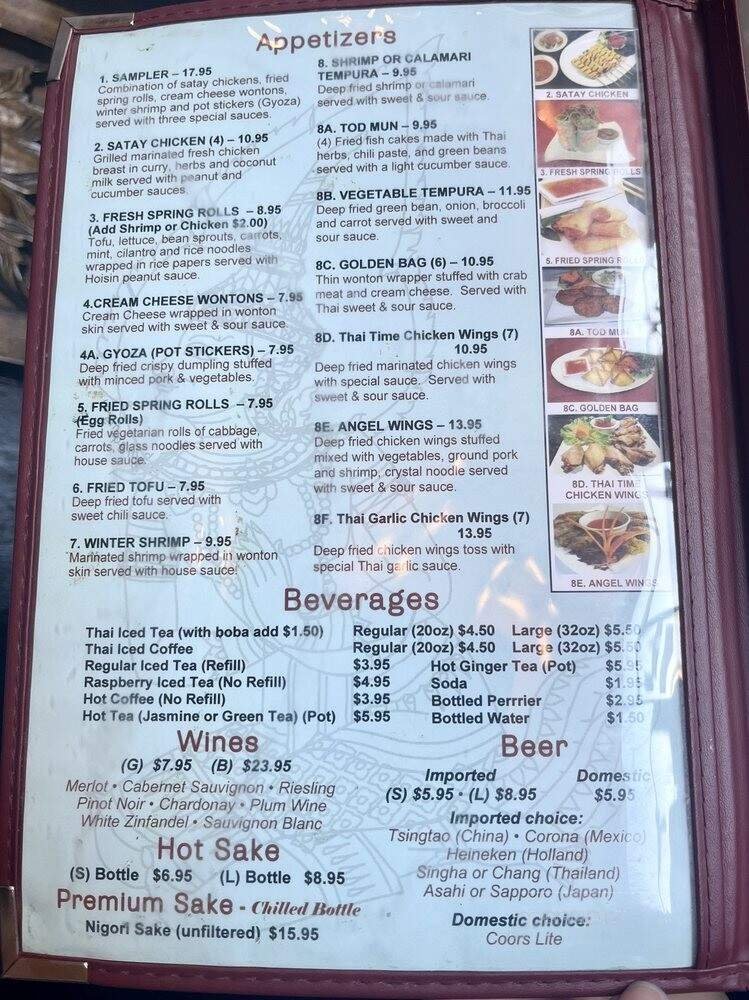 Appetizers
1. SAMPLER – 17.95
Combination of satay chickens, fried
spring rolls, cream cheese wontons,
winter shrimp and pot stickers (Gyoza)
served with three special sauces.
2. SATAY CHICKEN (4) – 10.95
Grilled marinated fresh chicken
breast in curry, herbs and coconut
milk served with peanut and
cucumber sauces.
3. FRESH SPRING ROLLS – 8.95
(Add Shrimp or Chicken $2.00)
Tofu, lettuce, bean sprouts, carrots,
mint, cilantro and rice noodles
wrapped in rice papers served with
Hoisin peanut sauce.
4.CREAM CHEESE WONTONS – 7.95
Cream Cheese wrapped in wonton
skin served with sweet & sour sauce.
4A. GYOZA (POT STICKERS) – 7.95
Deep fried crispy dumpling stuffed
with minced pork & vegetables.
5. FRIED SPRING ROLLS – 7.95
(Egg Rolls)
Fried vegetarian rolls of cabbage,
carrots, glass noodles served with
house sauce.
6. FRIED TOFU – 7.95
Deep fried tofu served with
sweet chili sauce.
7. WINTER SHRIMP – 9.95
Marinated shrimp wrapped in wonton
skin served with house sauce.
8. SHRIMP OR CALAMARI
TEMPURA – 9.95
Deep fried shrimp or calamari
served with sweet & sour sauce.
8A. TOD MUN – 9.95
(4) Fried fish cakes made with Thai
herbs, chili paste, and green beans
served with a light cucumber sauce.
8B. VEGETABLE TEMPURA – 11.95
Deep fried green bean, onion, broccoli
and carrot served with sweet and
sour sauce.
8C. GOLDEN BAG (6) – 10.95
Thin wonton wrapper stuffed with crab
meat and cream cheese. Served with
Thai sweet & sour sauce.
8D. Thai Time Chicken Wings (7)
10.95
Deep fried marinated chicken wings
with special sauce. Served with
sweet & sour sauce.
8E. ANGEL WINGS – 13.95
Deep fried chicken wings stuffed
mixed with vegetables, ground pork
and shrimp, crystal noodle served
with sweet & sour sauce.
8F. Thai Garlic Chicken Wings (7)
13.95
Deep fried chicken wings toss with
special Thai garlic sauce.
2. SATAY CHICKEN
3. FRESH SPRING ROLLS
5. FRIED SPRING ROLLS
8A. TOD MUN
8C. GOLDEN BAG
8D. THAI TIME
CHICKEN WINGS
8E. ANGEL WINGS
Beverages
Thai Iced Tea (with boba add $1.50) Regular (20oz) $4.50 Large (32oz) $5.50
Thai Iced Coffee Regular (20oz) $4.50 Large (32oz) $5.50
Regular Iced Tea (Refill) $3.95 Hot Ginger Tea (Pot) $5.95
Raspberry Iced Tea (No Refill) $4.95 Soda $1.95
Hot Coffee (No Refill) $3.95 Bottled Perrrier $2.95
Hot Tea (Jasmine or Green Tea) (Pot) $5.95 Bottled Water $1.50
Wines
(G) $7.95 (B) $23.95
Merlot • Cabernet Sauvignon • Riesling
Pinot Noir • Chardonay • Plum Wine
White Zinfandel • Sauvignon Blanc
Hot Sake
(S) Bottle $6.95 (L) Bottle $8.95
Premium Sake - Chilled Bottle
Nigori Sake (unfiltered) $15.95
Beer
Imported Domestic
(S) $5.95 • (L) $8.95 $5.95
Imported choice:
Tsingtao (China) • Corona (Mexico)
Heineken (Holland)
Singha or Chang (Thailand)
Asahi or Sapporo (Japan)
Domestic choice:
Coors Lite